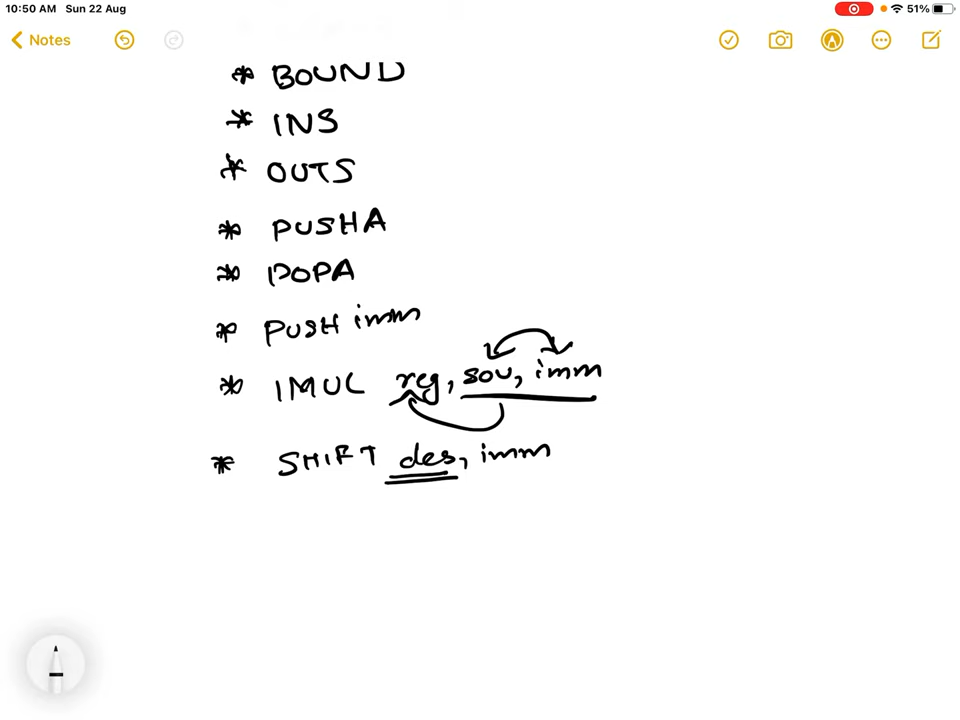 10:50 AM Sun 22 Aug 51%
Notes
* BOUND
* INS
* OUTS
* PUSHA
* POPA
* PUSH imm
* IMUL reg, sou, imm
* SHIFT des, imm